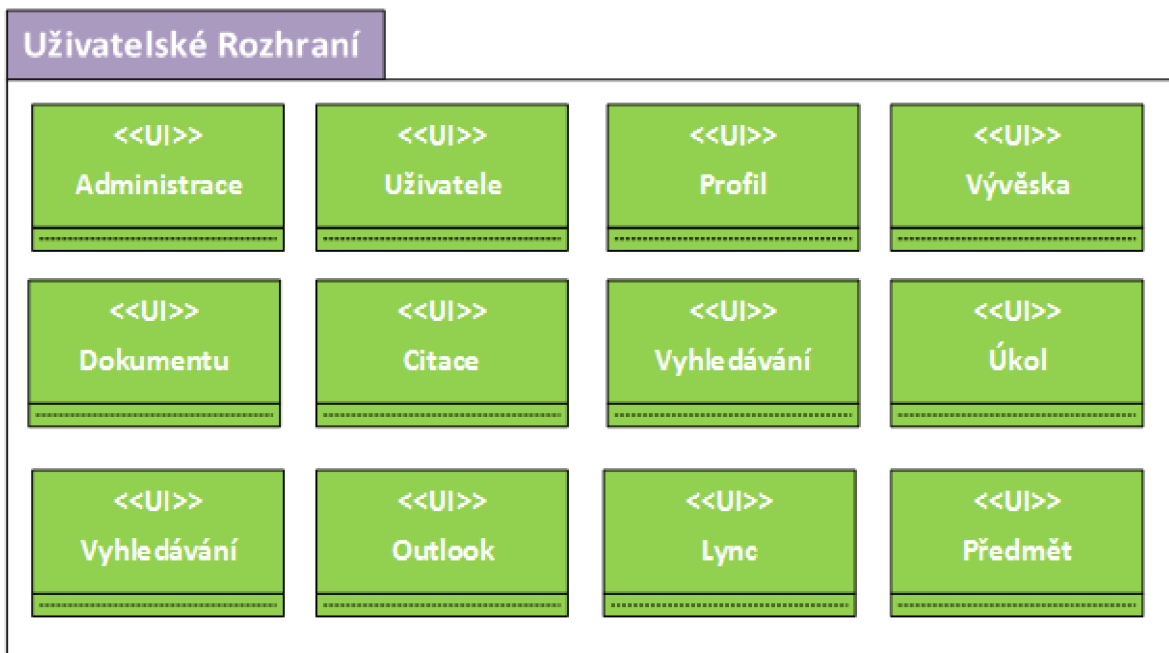 Uživatelské Rozhraní
<<UI>>
Administrace
<<UI>>
Uživatele
<<UI>>
Profil
<<UI>>
Vývěska
<<UI>>
Dokumentu
<<UI>>
Citace
<<UI>>
Vyhledávání
<<UI>>
Úkol
<<UI>>
Vyhledávání
<<UI>>
Outlook
<<UI>>
Lync
<<UI>>
Předmět